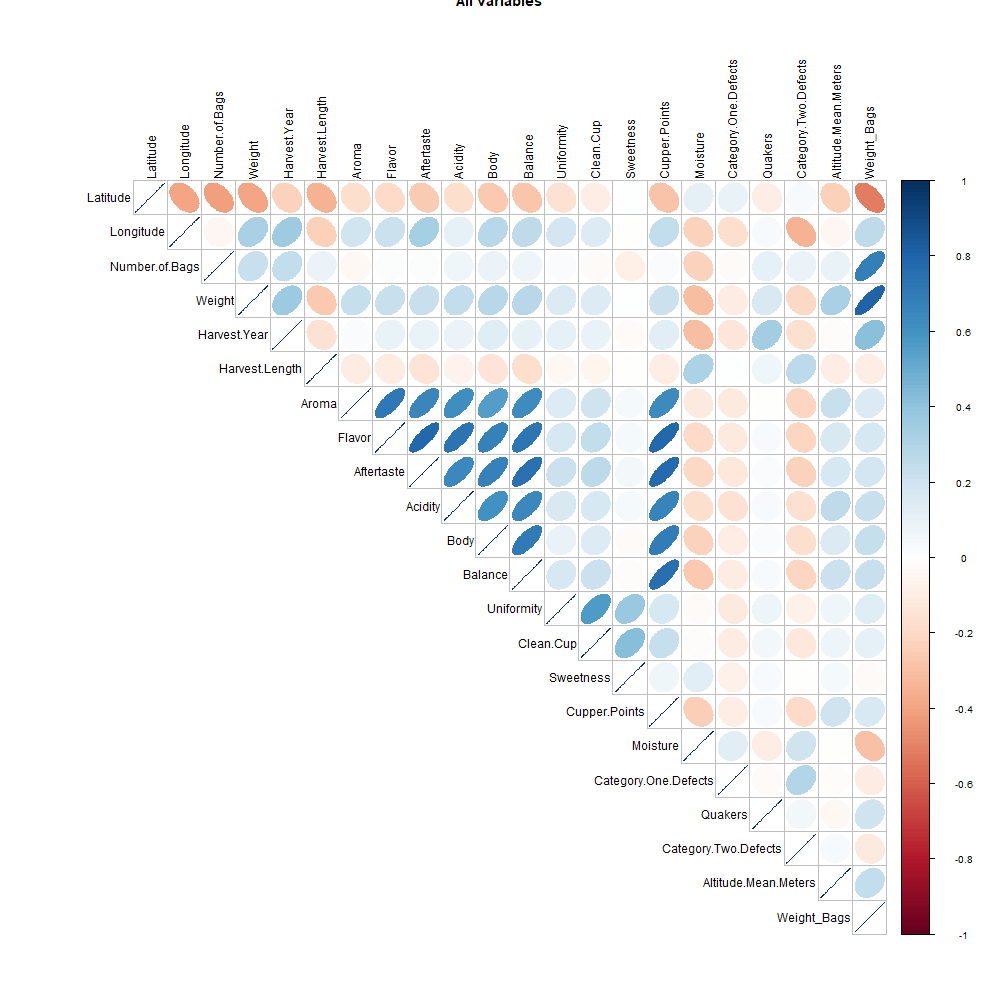 All Variables
Latitude
Longitude
Number.of.Bags
Weight
Harvest.Year
Harvest.Length
Aroma
Flavor
Aftertaste
Acidity
Body
Balance
Uniformity
Clean.Cup
Sweetness
Cupper.Points
Moisture
Category.One.Defects
Quakers
Category.Two.Defects
Altitude.Mean.Meters
Weight_Bags
Latitude
Longitude
Number.of.Bags
Weight
Harvest.Year
Harvest.Length
Aroma
Flavor
Aftertaste
Acidity
Body
Balance
Uniformity
Clean.Cup
Sweetness
Cupper.Points
Moisture
Category.One.Defects
Quakers
Category.Two.Defects
Altitude.Mean.Meters
Weight_Bags
1
0.8
0.6
0.4
0.2
0
-0.2
-0.4
-0.6
-0.8
-1